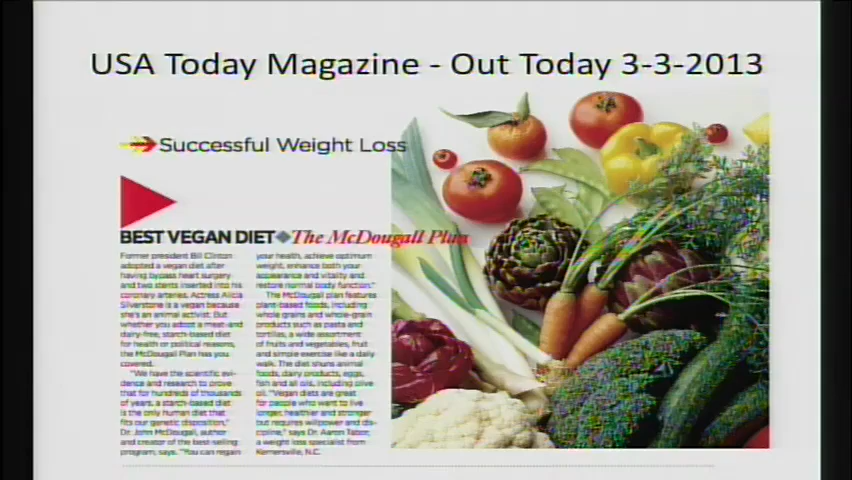 USA Today Magazine - Out Today 3-3-2013
Successful Weight Loss
BEST VEGAN DIET The McDougall Plan
Former president Bill Clinton
adopted a vegan diet after
having bypass heart surgery
and two stents inserted into his
coronary arteries. Actress Alicia
Silverstone is a vegan because
she's an animal activist. But
whether you adopt a meat-and
dairy-free, starch-based diet
for health or political reasons,
the McDougall Plan has you
covered.
"We have the scientific evi-
dence and research to prove
that for hundreds of thousands
of years, a starch-based diet
is the only human diet that
fits our genetic disposition,"
Dr. John McDougall, author
and creator of the best-selling
program, says. "You can regain
your health, achieve optimum
weight, enhance both your
appearance and vitality and
restore normal body function."
The McDougall plan features
plant-based foods, including
whole grains and whole-grain
products such as pasta and
tortillas, a wide assortment
of fruits and vegetables, fruit
and simple exercise like a daily
walk. The diet shuns animal
foods, dairy products, eggs,
fish and all oils, including olive
oil. "Vegan diets are great
for people who want to live
longer, healthier and stronger
but requires willpower and dis-
cipline," says Dr. Aaron Tabor,
a weight loss specialist from
Kernersville, N.C.